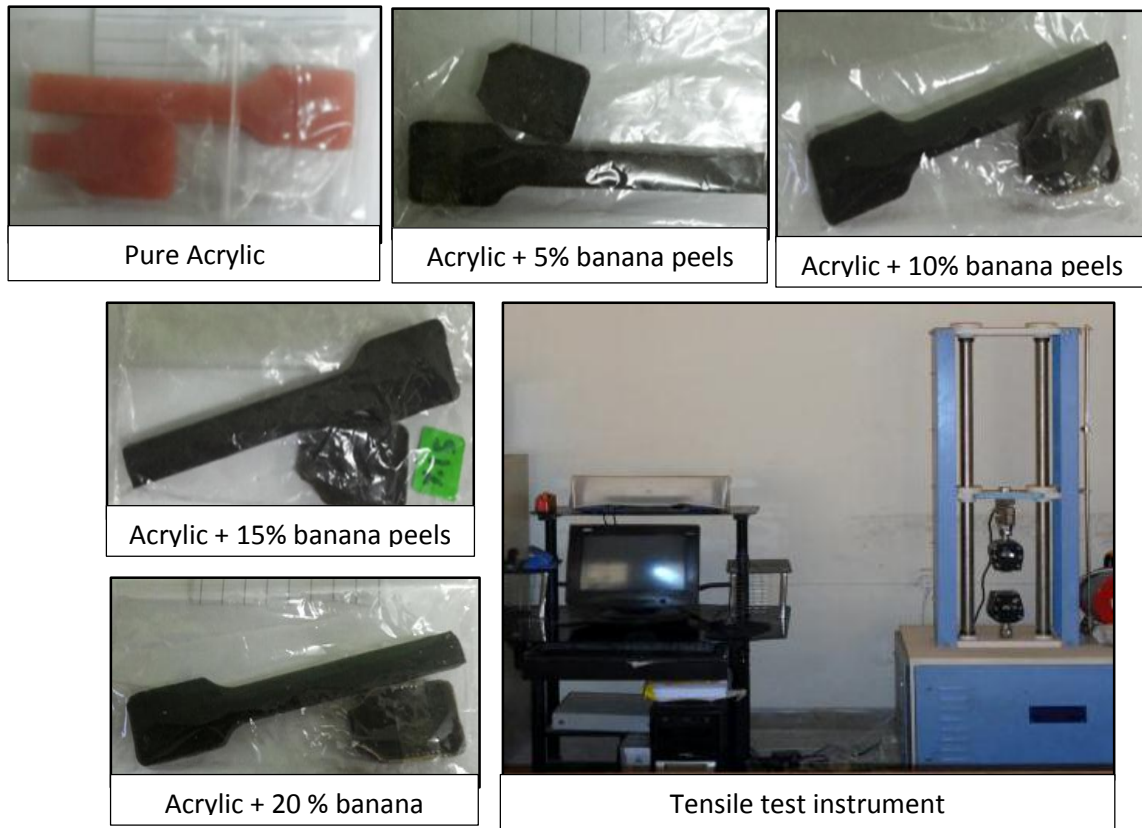 Pure Acrylic
Acrylic + 5% banana peels
Acrylic + 10% banana peels
Acrylic + 15% banana peels
Acrylic + 20 % banana
Tensile test instrument